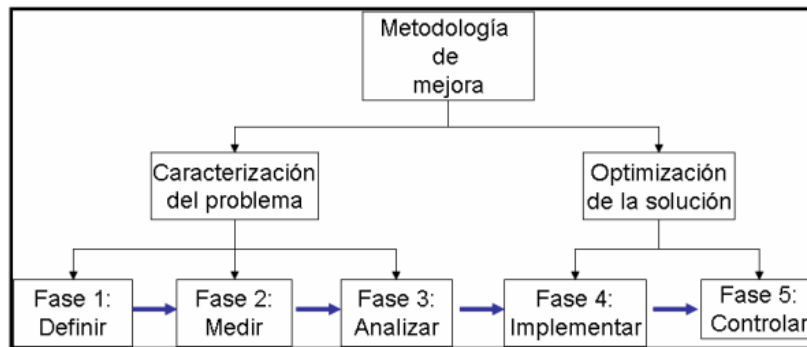 Metodología
de
mejora
Caracterización
del problema
Optimización
de la solución
Fase 1:
Definir
Fase 2:
Medir
Fase 3:
Analizar
Fase 4:
Implementar
Fase 5:
Controlar